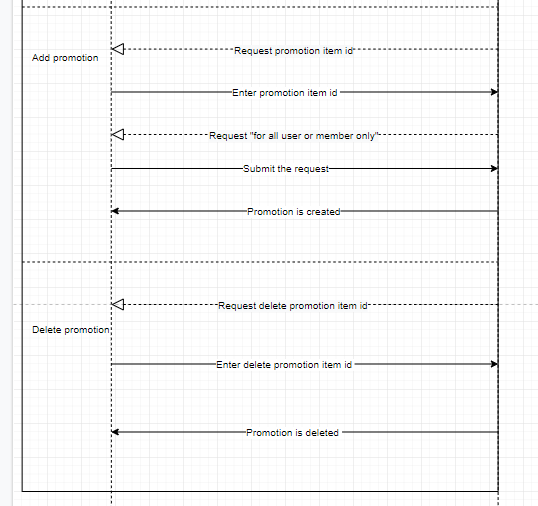 Request promotion item id
Add promotion
Enter promotion item id
Request "for all user or member only"
Submit the request
Promotion is created
Request delete promotion item id
Delete promotion
Enter delete promotion item id
Promotion is deleted